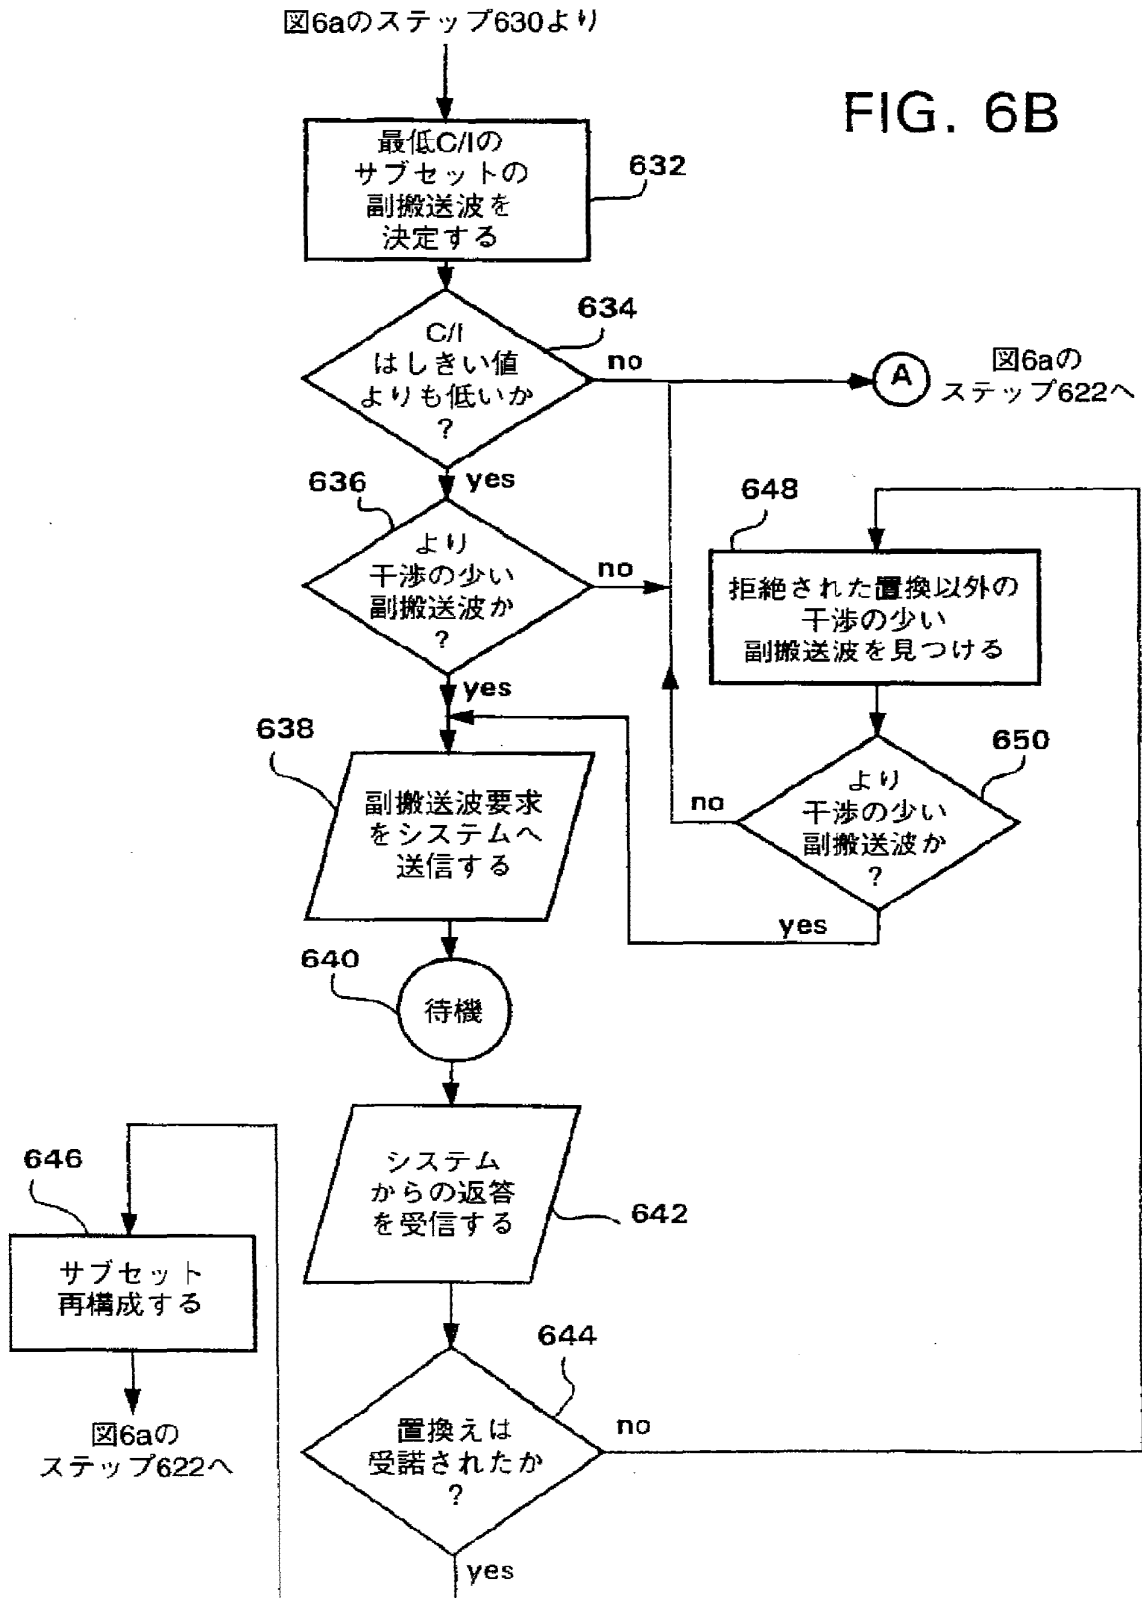 図6aのステップ630より
FIG. 6B
最低C/Iの
サブセットの
副搬送波を
決定する
632
C/I
はしきい値
よりも低いか
?
634
no
A
図6aの
ステップ622へ
yes
636
より
干渉の少い
副搬送波か
?
no
yes
648
拒絶された置換以外の
干渉の少い
副搬送波を見つける
650
より
干渉の少い
副搬送波か
?
no
yes
638
副搬送波要求
をシステムへ
送信する
640
待機
システム
からの返答
を受信する
642
646
サブセット
再構成する
図6aの
ステップ622へ
644
置換えは
受諾されたか
?
no
yes